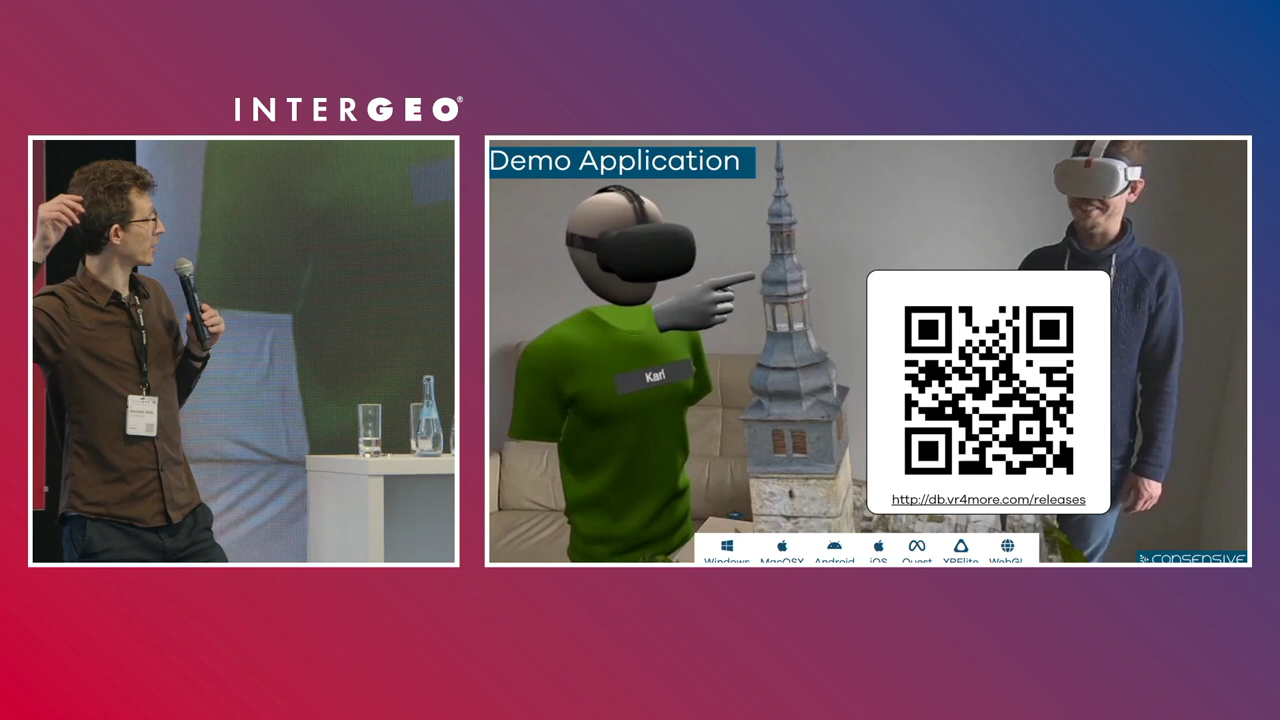 INTERGEO®
Demo Application
Karl
http://db.vr4more.com/releases
Windows MacOSX Android iOS Quest XRElite WebGL
CONSENSIVE